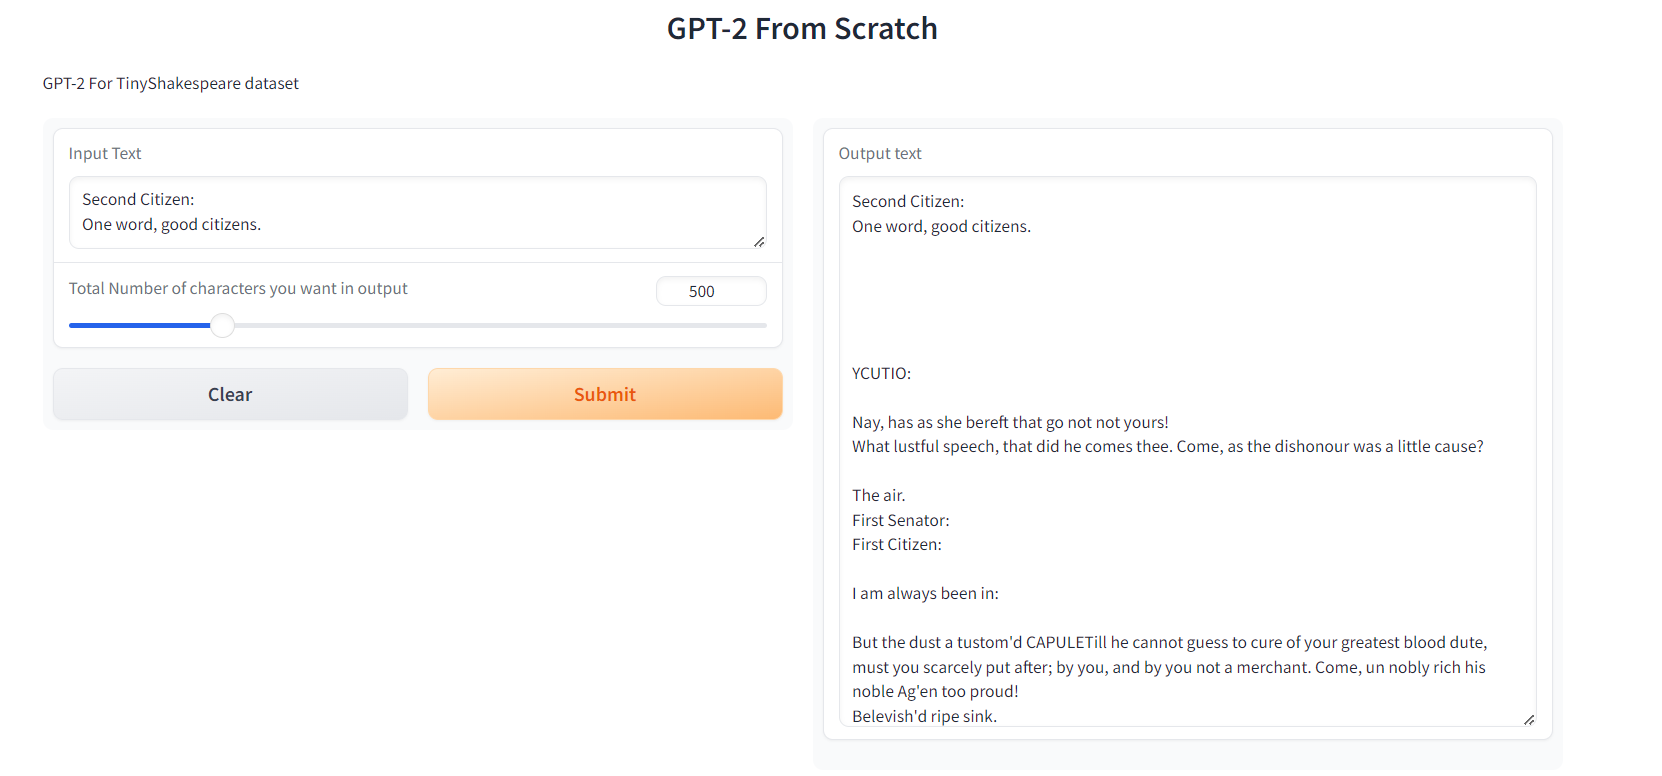 GPT-2 From Scratch
GPT-2 For TinyShakespeare dataset
Input Text
Second Citizen:
One word, good citizens.
Total Number of characters you want in output
500
Clear
Submit
Output text
Second Citizen:
One word, good citizens.
YCUTIO:
Nay, has as she bereft that go not not yours!
What lustful speech, that did he comes thee. Come, as the dishonour was a little cause?
The air.
First Senator:
First Citizen:
I am always been in:
But the dust a tustom'd CAPULETill he cannot guess to cure of your greatest blood dute,
must you scarcely put after; by you, and by you not a merchant. Come, un nobly rich his
noble Ag'en too proud!
Belevish'd ripe sink.